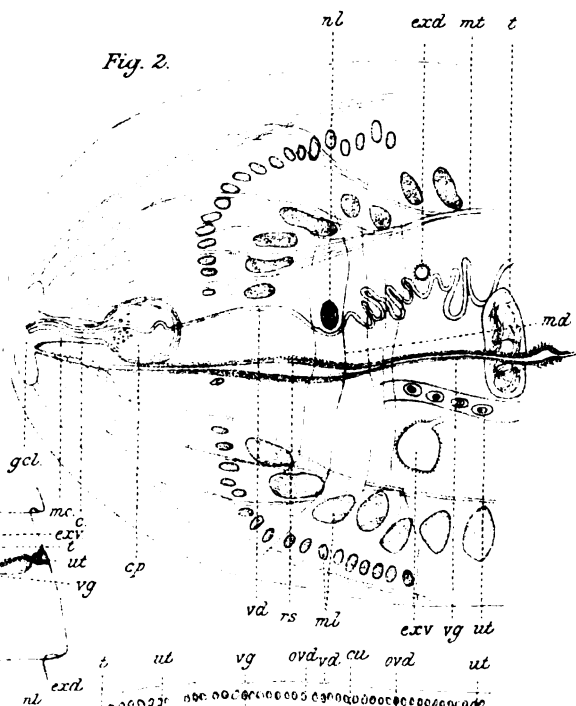 nl exd mt t
Fig. 2.
md
gcl.
mc.
c.
exv
t
ut
vg
cp
vd rs ml
exv vg ut
t ut vg ovd vd cu ovd ut
exd
nl